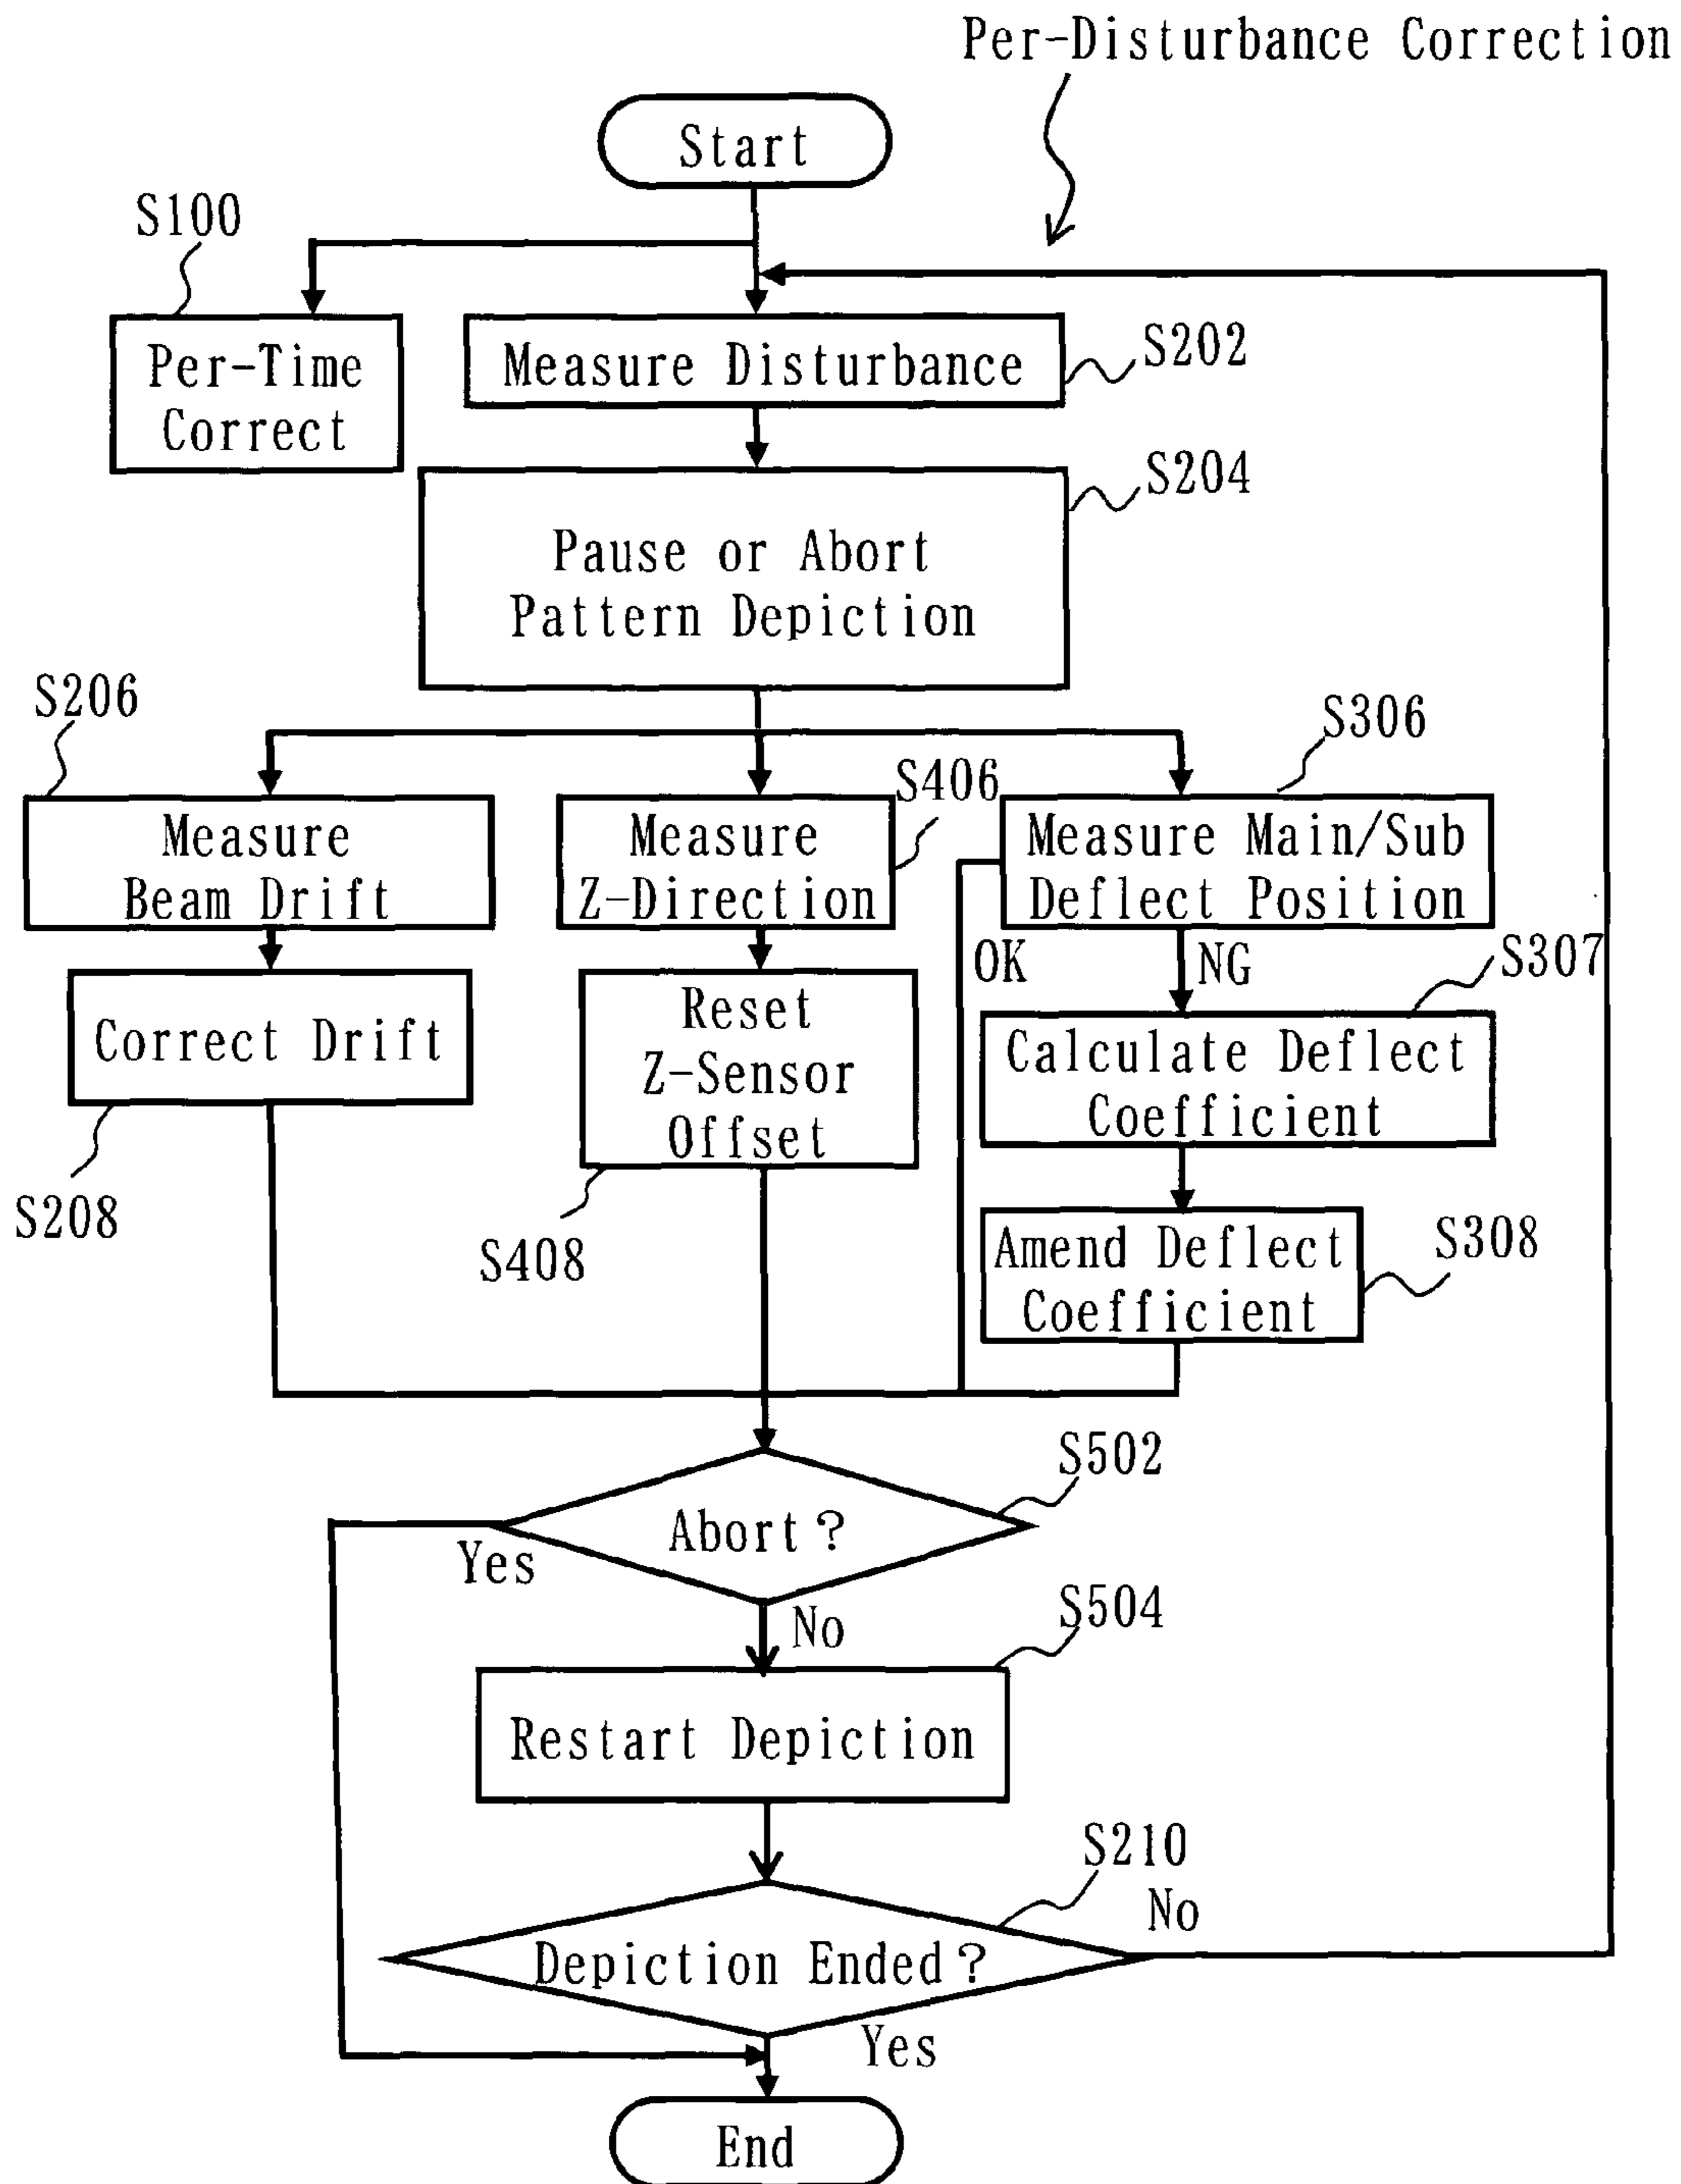 Per-Disturbance Correction
Start
S100
Per-Time
Correct
Measure Disturbance
S202
S204
Pause or Abort
Pattern Depiction
S206
S306
S406
Measure
Beam Drift
Measure
Z-Direction
Measure Main/Sub
Deflect Position
OK
NG
S307
Correct Drift
Reset
Z-Sensor
Offset
Calculate Deflect
Coefficient
S208
S408
Amend Deflect
Coefficient
S308
S502
Abort?
Yes
No
S504
Restart Depiction
S210
No
Depiction Ended?
Yes
End